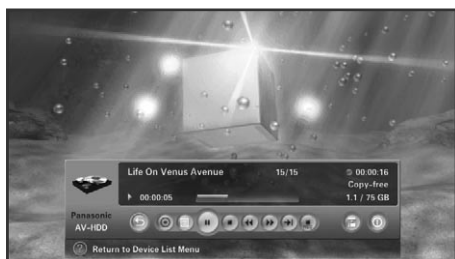 Life On Venus Avenue 15/15 00:00:16
Copy-free
00:00:05 1.1 / 75 GB
Panasonic
AV-HDD
Return to Device List Menu